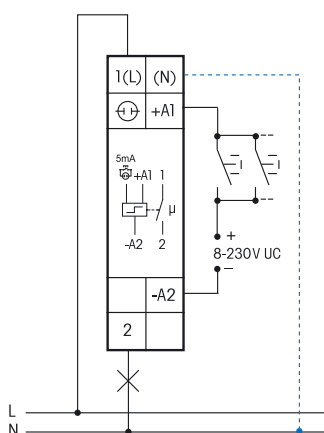 1(L) (N)
+A1
5mA
+A1 1
µ
-A2 2
+
8-230V UC
−
-A2
2
L
N